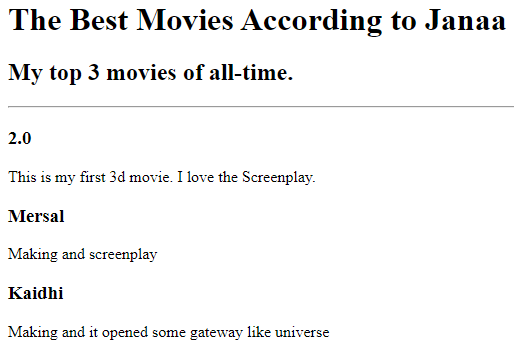 The Best Movies According to Janaa
My top 3 movies of all-time.
2.0
This is my first 3d movie. I love the Screenplay.
Mersal
Making and screenplay
Kaidhi
Making and it opened some gateway like universe